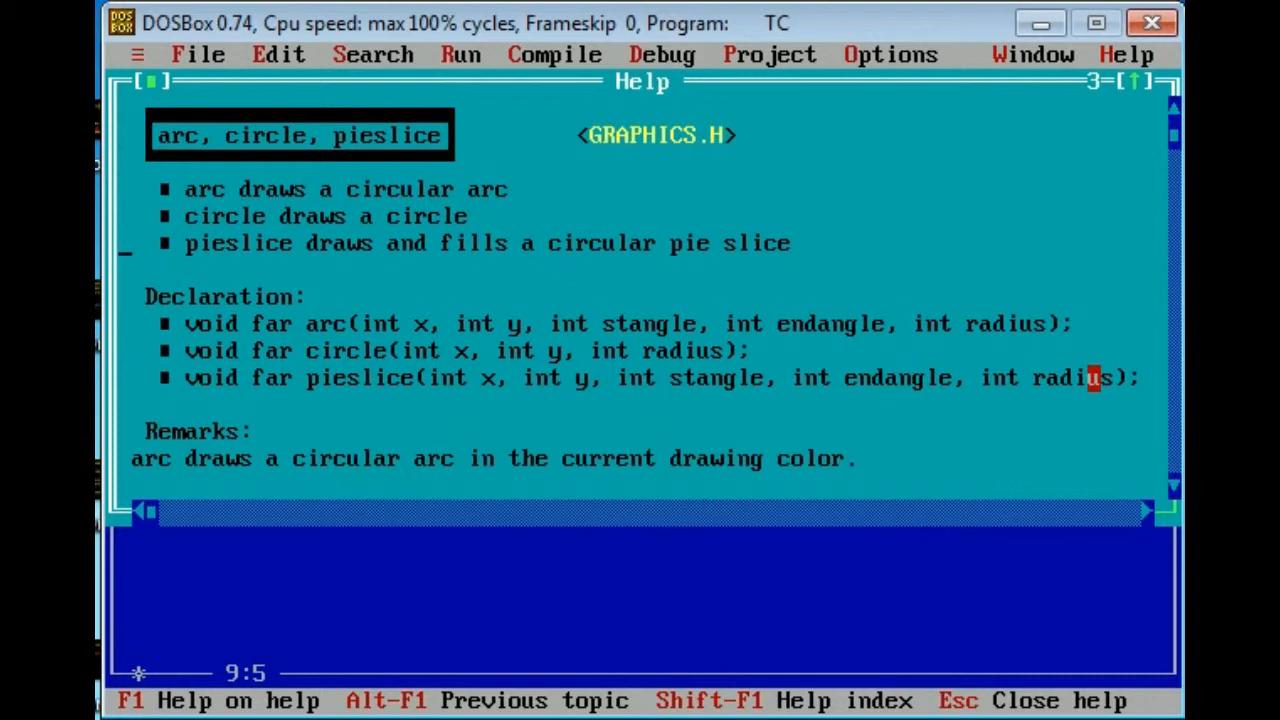 DOSBox 0.74, Cpu speed: max 100% cycles, Frameskip 0, Program: TC
≡ File Edit Search Run Compile Debug Project Options Window Help
[■] Help 3=[↑]
arc, circle, pieslice <GRAPHICS.H>
■ arc draws a circular arc
■ circle draws a circle
■ pieslice draws and fills a circular pie slice
Declaration:
■ void far arc(int x, int y, int stangle, int endangle, int radius);
■ void far circle(int x, int y, int radius);
■ void far pieslice(int x, int y, int stangle, int endangle, int radius);
Remarks:
arc draws a circular arc in the current drawing color.
9:5
F1 Help on help Alt-F1 Previous topic Shift-F1 Help index Esc Close help